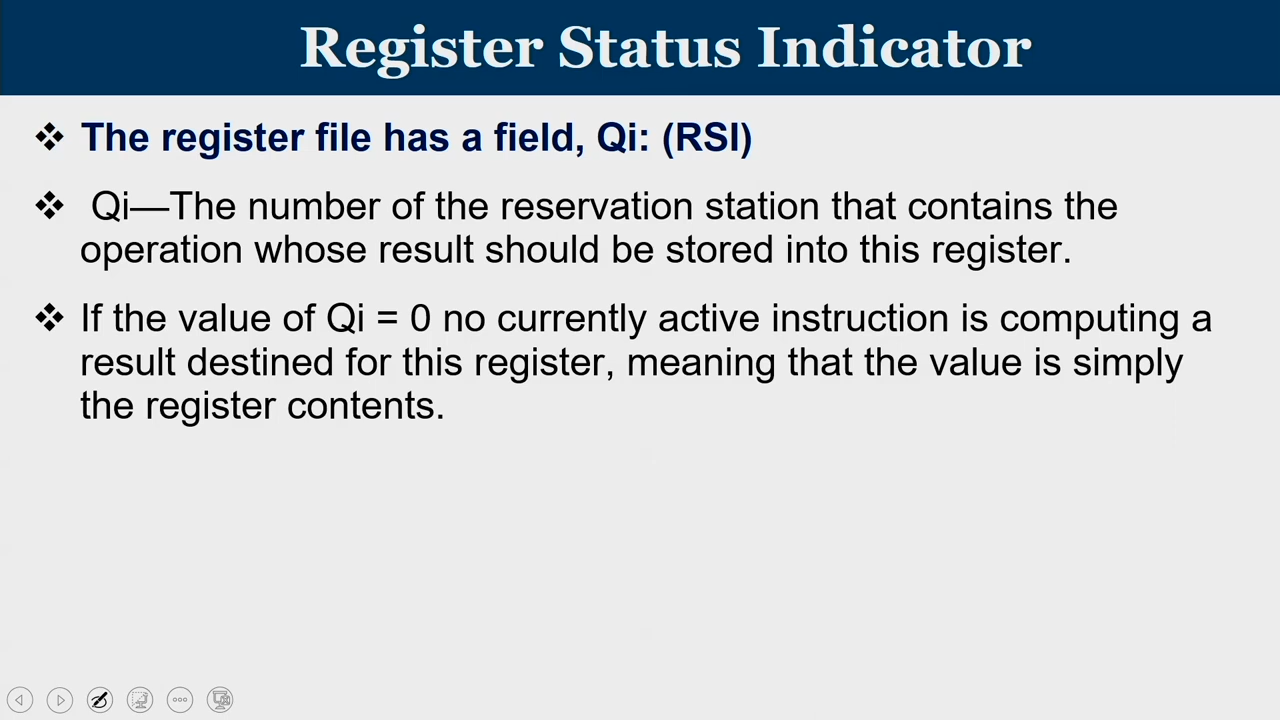 Register Status Indicator
❖ The register file has a field, Qi: (RSI)
❖ Qi—The number of the reservation station that contains the
operation whose result should be stored into this register.
❖ If the value of Qi = 0 no currently active instruction is computing a
result destined for this register, meaning that the value is simply
the register contents.